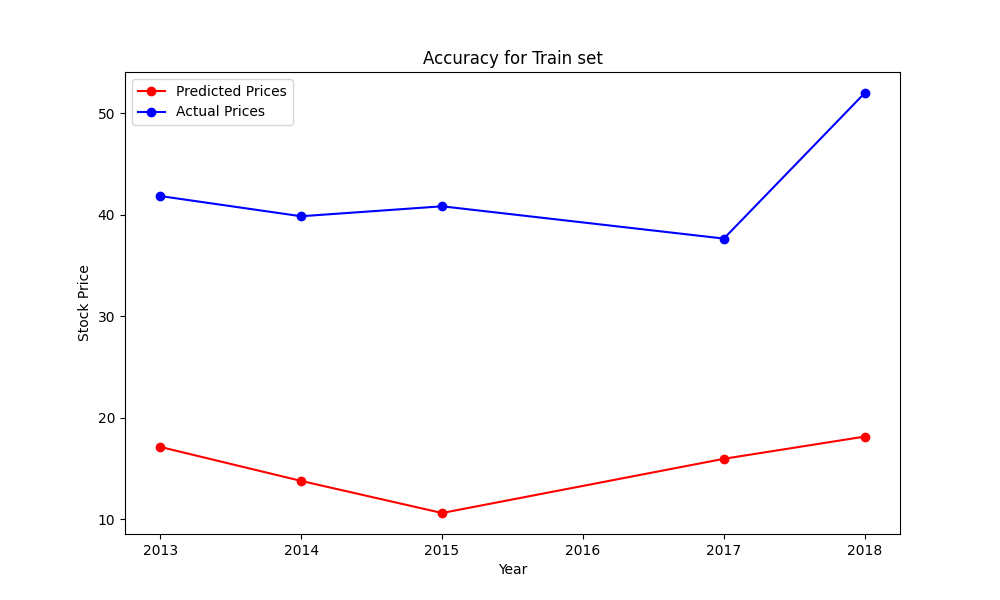 Accuracy for Train set
Predicted Prices
Actual Prices
50
40
30
20
10
Stock Price
2013 2014 2015 2016 2017 2018
Year